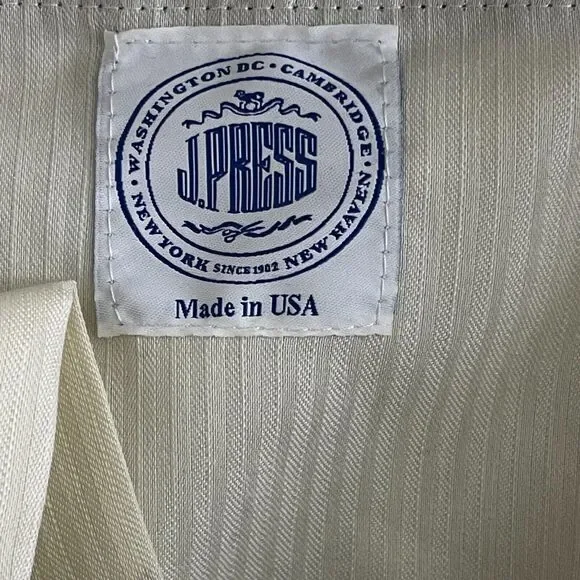 WASHINGTON DC • CAMBRIDGE •
J.PRESS
NEW YORK SINCE 1902 NEW HAVEN
Made in USA